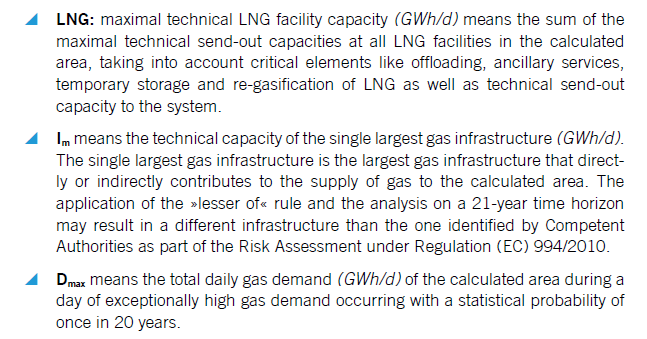 LNG: maximal technical LNG facility capacity (GWh/d) means the sum of the
maximal technical send-out capacities at all LNG facilities in the calculated
area, taking into account critical elements like offloading, ancillary services,
temporary storage and re-gasification of LNG as well as technical send-out
capacity to the system.
Im means the technical capacity of the single largest gas infrastructure (GWh/d).
The single largest gas infrastructure is the largest gas infrastructure that direct-
ly or indirectly contributes to the supply of gas to the calculated area. The
application of the »lesser of« rule and the analysis on a 21-year time horizon
may result in a different infrastructure than the one identified by Competent
Authorities as part of the Risk Assessment under Regulation (EC) 994/2010.
Dmax means the total daily gas demand (GWh/d) of the calculated area during a
day of exceptionally high gas demand occurring with a statistical probability of
once in 20 years.